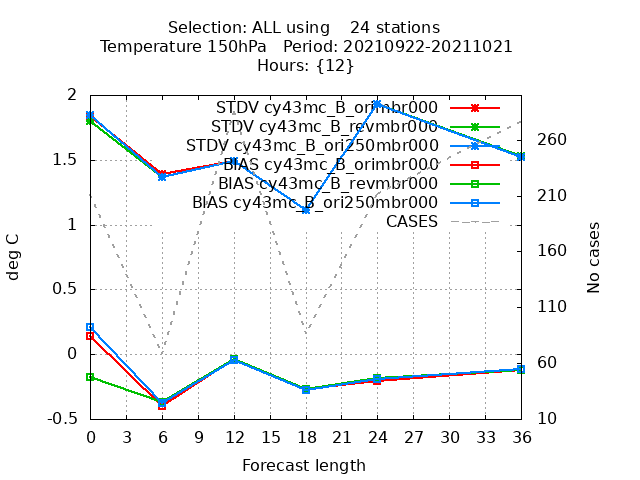 Selection: ALL using    24 stations
Temperature 150hPa   Period: 20210922-20211021
Hours: {12}
STDV cy43mc_B_orimbr000
STDV cy43mc_B_revmbr000
STDV cy43mc_B_ori250mbr000
BIAS cy43mc_B_orimbr000
BIAS cy43mc_B_revmbr000
BIAS cy43mc_B_ori250mbr000
CASES
deg C
2
1.5
1
0.5
0
-0.5
No cases
260
210
160
110
60
10
0 3 6 9 12 15 18 21 24 27 30 33 36
Forecast length